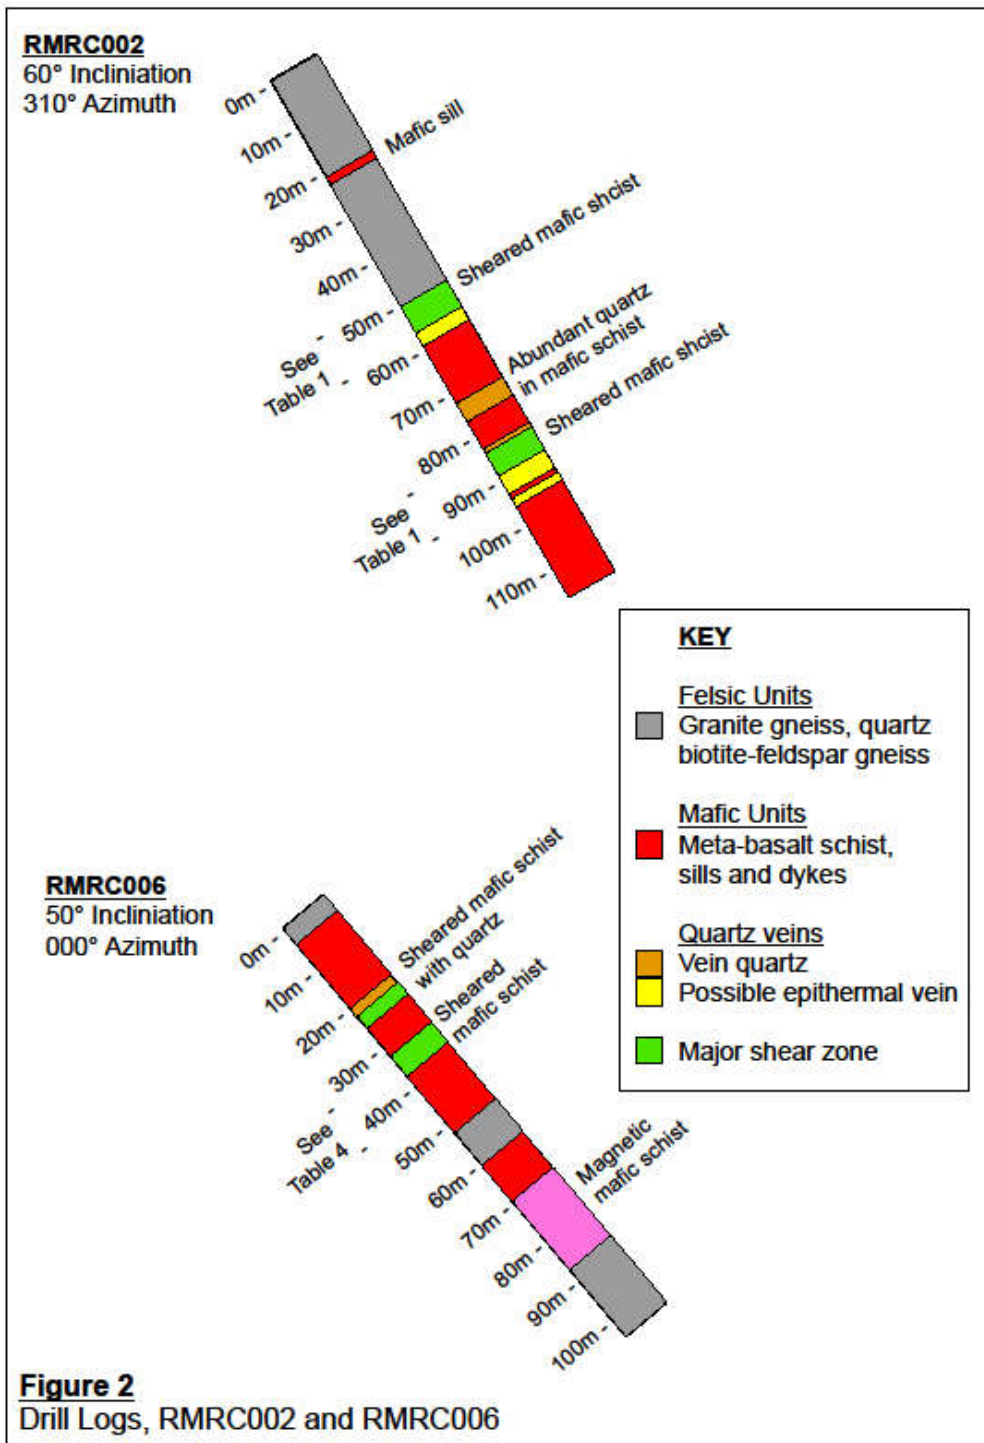 RMRC002
60° Incliniation
310° Azimuth
0m -
10m -
20m -
30m -
40m -
50m -
60m -
70m -
80m -
90m -
100m -
110m -
See
Table 1
See
Table 1
Mafic sill
Sheared mafic shcist
Abundant quartz
in mafic schist
Sheared mafic shcist
KEY
Felsic Units
Granite gneiss, quartz
biotite-feldspar gneiss
Mafic Units
Meta-basalt schist,
sills and dykes
Quartz veins
Vein quartz
Possible epithermal vein
Major shear zone
RMRC006
50° Incliniation
000° Azimuth
0m -
10m -
20m -
30m -
40m -
50m -
60m -
70m -
80m -
90m -
100m -
See
Table 4
Sheared mafic schist
with quartz
Sheared
mafic schist
Magnetic
mafic schist
Figure 2
Drill Logs, RMRC002 and RMRC006